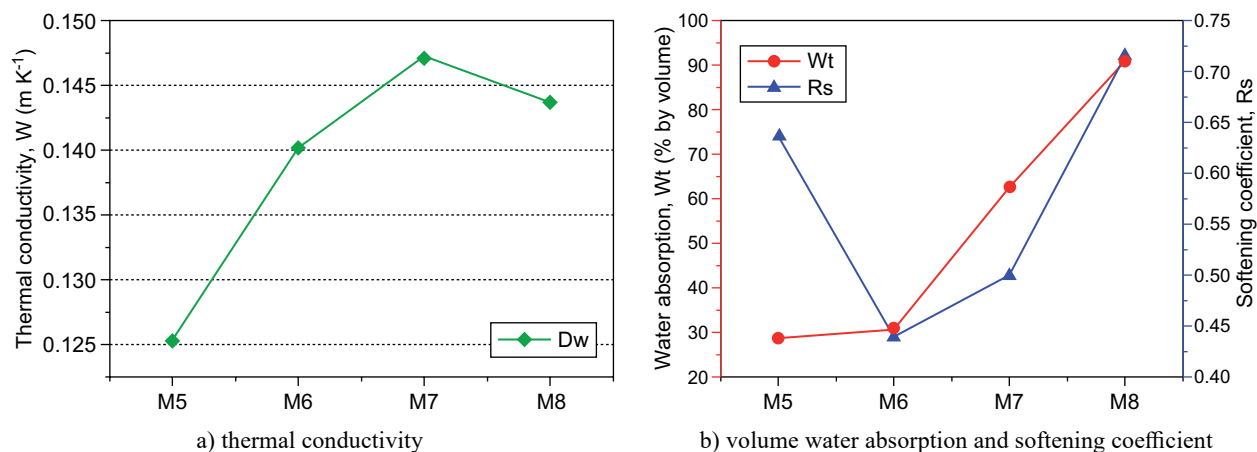 Thermal conductivity, W (m K⁻¹)
0.150
0.145
0.140
0.135
0.130
0.125
Dw
M5 M6 M7 M8
a) thermal conductivity
Water absorption, Wt (% by volume)
100
90
80
70
60
50
40
30
20
Wt
Rs
0.75
0.70
0.65
0.60
0.55
0.50
0.45
0.40
Softening coefficient, Rs
M5 M6 M7 M8
b) volume water absorption and softening coefficient